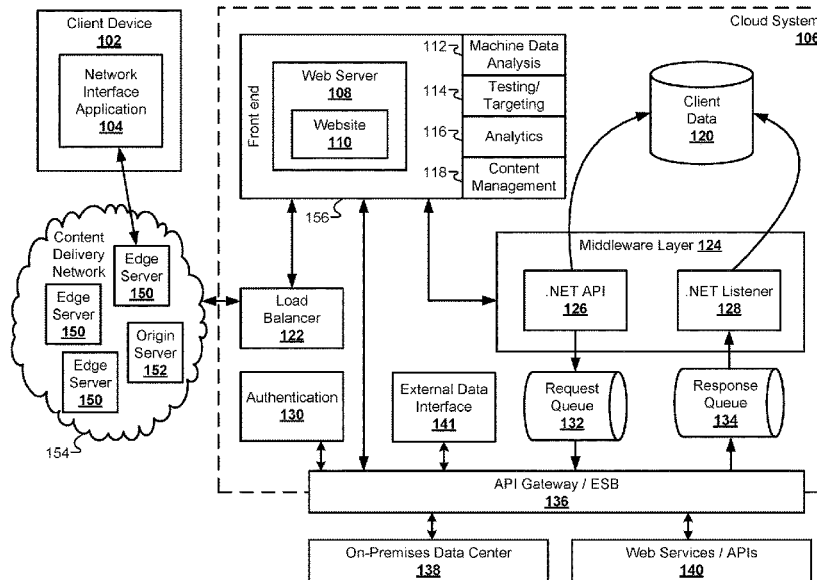 Client Device
102
Network
Interface
Application
104
Cloud System
106
Front end
Web Server
108
Website
110
112
Machine Data
Analysis
114
Testing/
Targeting
116
Analytics
118
Content
Management
156
Client
Data
120
Content
Delivery
Network
Edge
Server
150
Edge
Server
150
Origin
Server
152
Edge
Server
150
154
Load
Balancer
122
Middleware Layer 124
.NET API
126
.NET Listener
128
Authentication
130
External Data
Interface
141
Request
Queue
132
Response
Queue
134
API Gateway / ESB
136
On-Premises Data Center
138
Web Services / APIs
140